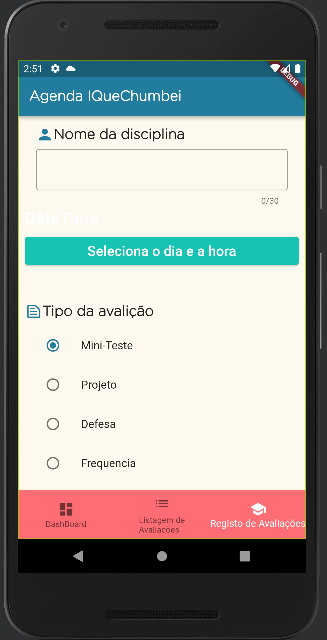 2:51
DEBUG
Agenda IQueChumbei
Nome da disciplina
0/30
DateTime
Seleciona o dia e a hora
Tipo da avalição
Mini-Teste
Projeto
Defesa
Frequencia
DashBoard
Listagem de
Avaliacões
Registo de Avaliações